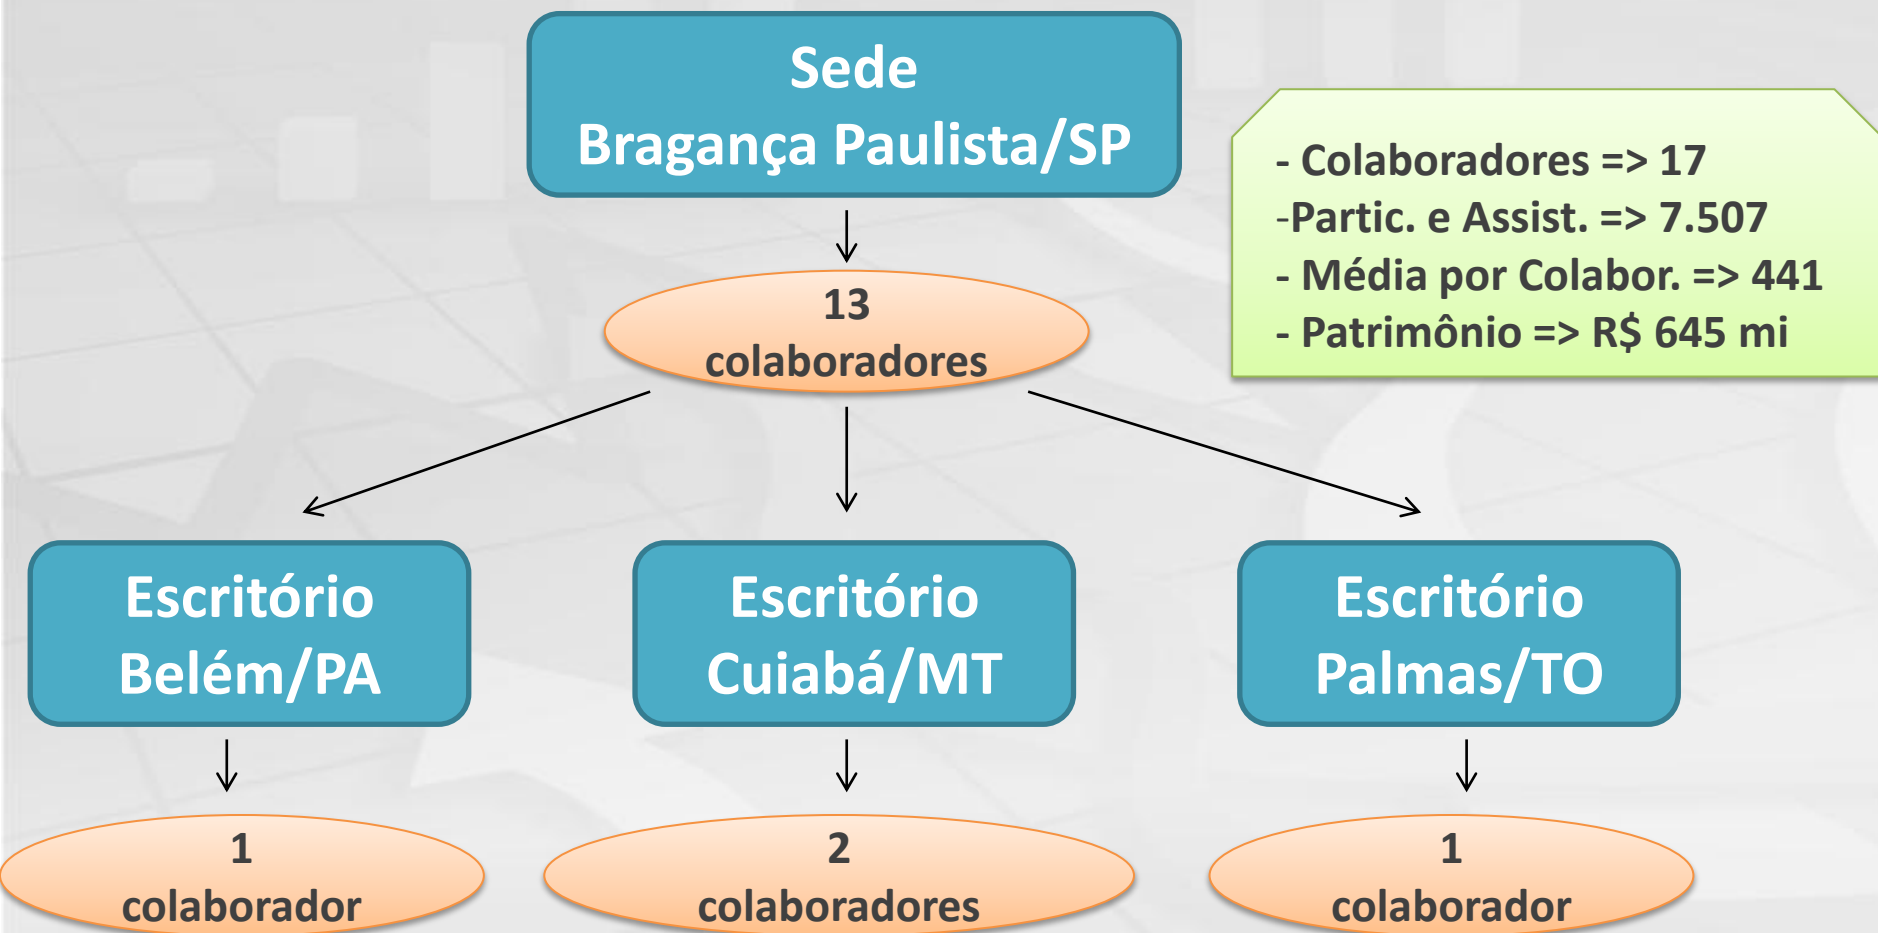 Sede
Bragança Paulista/SP
- Colaboradores => 17
-Partic. e Assist. => 7.507
- Média por Colabor. => 441
- Patrimônio => R$ 645 mi
13
colaboradores
Escritório
Belém/PA
Escritório
Cuiabá/MT
Escritório
Palmas/TO
1
colaborador
2
colaboradores
1
colaborador